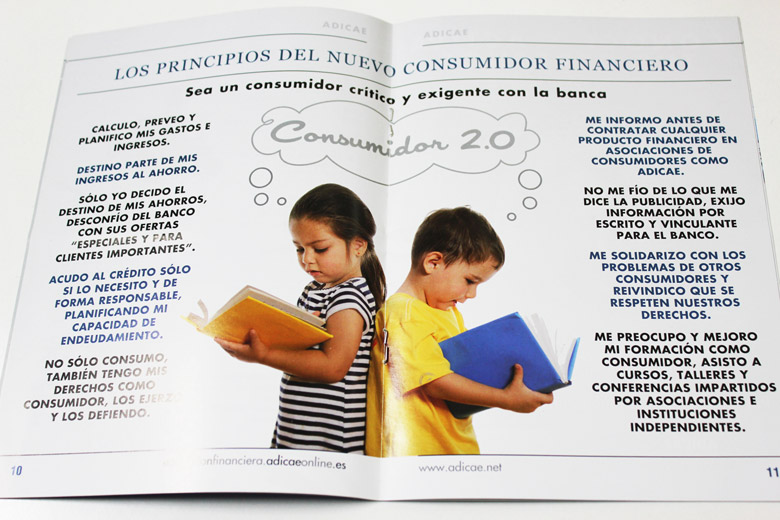 ADICAE
ADICAE
LOS PRINCIPIOS DEL NUEVO CONSUMIDOR FINANCIERO
Sea un consumidor crítico y exigente con la banca
Consumidor 2.0
CALCULO, PREVEO Y
PLANIFICO MIS GASTOS E
INGRESOS.
DESTINO PARTE DE MIS
INGRESOS AL AHORRO.
SÓLO YO DECIDO EL
DESTINO DE MIS AHORROS,
DESCONFÍO DEL BANCO
CON SUS OFERTAS
“ESPECIALES Y PARA
CLIENTES IMPORTANTES”.
ACUDO AL CRÉDITO SÓLO
SI LO NECESITO Y DE
FORMA RESPONSABLE,
PLANIFICANDO MI
CAPACIDAD DE
ENDEUDAMIENTO.
NO SÓLO CONSUMO,
TAMBIÉN TENGO MIS
DERECHOS COMO
CONSUMIDOR, LOS EJERZO
Y LOS DEFIENDO.
ME INFORMO ANTES DE
CONTRATAR CUALQUIER
PRODUCTO FINANCIERO EN
ASOCIACIONES DE
CONSUMIDORES COMO
ADICAE.
NO ME FÍO DE LO QUE ME
DICE LA PUBLICIDAD, EXIJO
INFORMACIÓN POR
ESCRITO Y VINCULANTE
PARA EL BANCO.
ME SOLIDARIZO CON LOS
PROBLEMAS DE OTROS
CONSUMIDORES Y
REIVINDICO QUE SE
RESPETEN NUESTROS
DERECHOS.
ME PREOCUPO Y MEJORO
MI FORMACIÓN COMO
CONSUMIDOR, ASISTO A
CURSOS, TALLERES Y
CONFERENCIAS IMPARTIDOS
POR ASOCIACIONES E
INSTITUCIONES
INDEPENDIENTES.
10
onfinanciera.adicaeonline.es
www.adicae.net
11